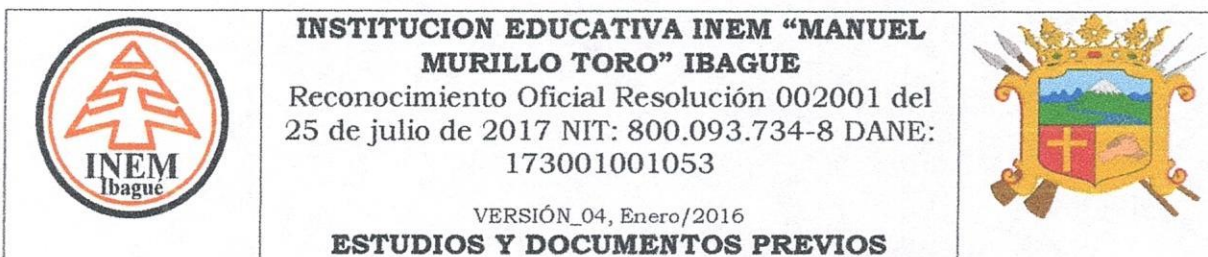 INEM
Ibagué
INSTITUCION EDUCATIVA INEM “MANUEL
MURILLO TORO” IBAGUE
Reconocimiento Oficial Resolución 002001 del
25 de julio de 2017 NIT: 800.093.734-8 DANE:
173001001053
VERSIÓN_04, Enero/2016
ESTUDIOS Y DOCUMENTOS PREVIOS